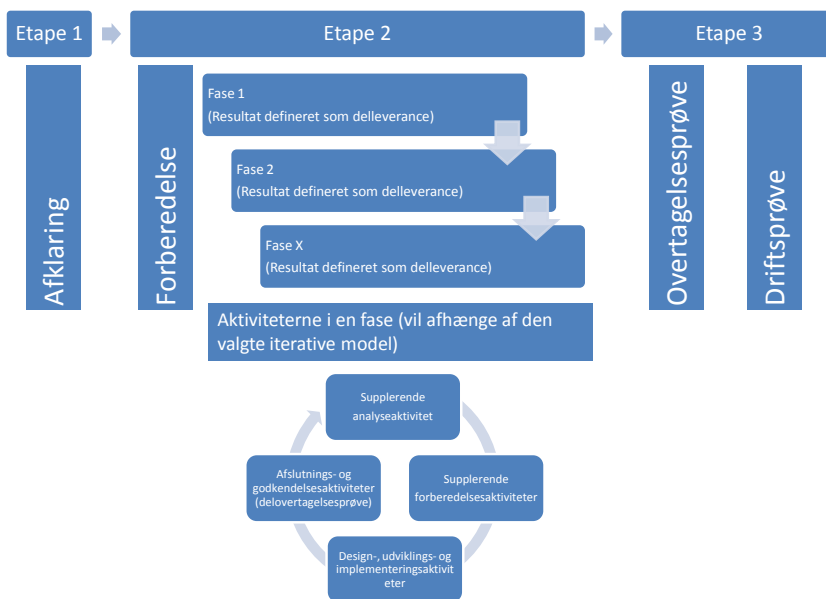 Etape 1
Etape 2
Etape 3
Afklaring
Forberedelse
Fase 1
(Resultat defineret som delleverance)
Fase 2
(Resultat defineret som delleverance)
Fase X
(Resultat defineret som delleverance)
Overtagelsesprøve
Driftsprøve
Aktiviteterne i en fase (vil afhænge af den
valgte iterative model)
Supplerende
analyseaktivitet
Supplerende
forberedelsesaktiviteter
Design-, udviklings- og
implementeringsaktivit
eter
Afslutnings- og
godkendelsesaktiviteter
(delovertagelsesprøve)